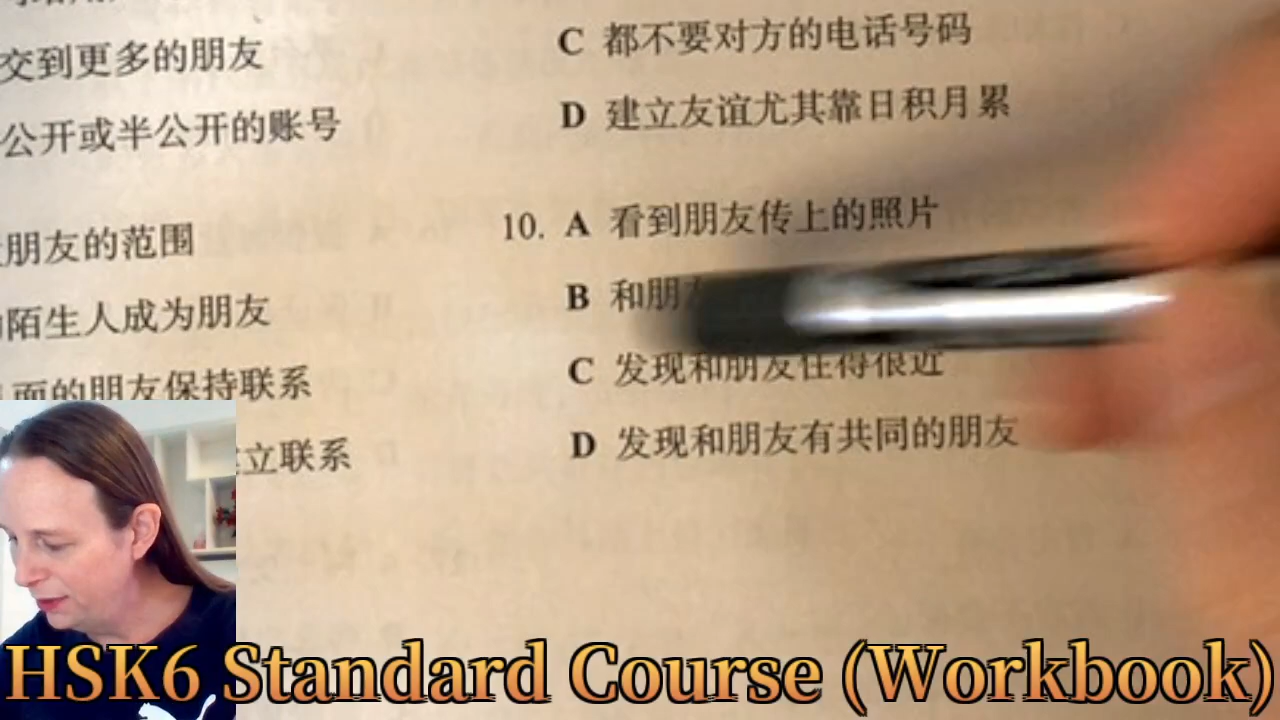 交到更多的朋友
公开或半公开的账号
朋友的范围
陌生人成为朋友
面的朋友保持联系
立联系
C 都不要对方的电话号码
D 建立友谊尤其靠日积月累
10. A 看到朋友传上的照片
B 和朋
C 发现和朋友住得很近
D 发现和朋友有共同的朋友
HSK6 Standard Course (Workbook)